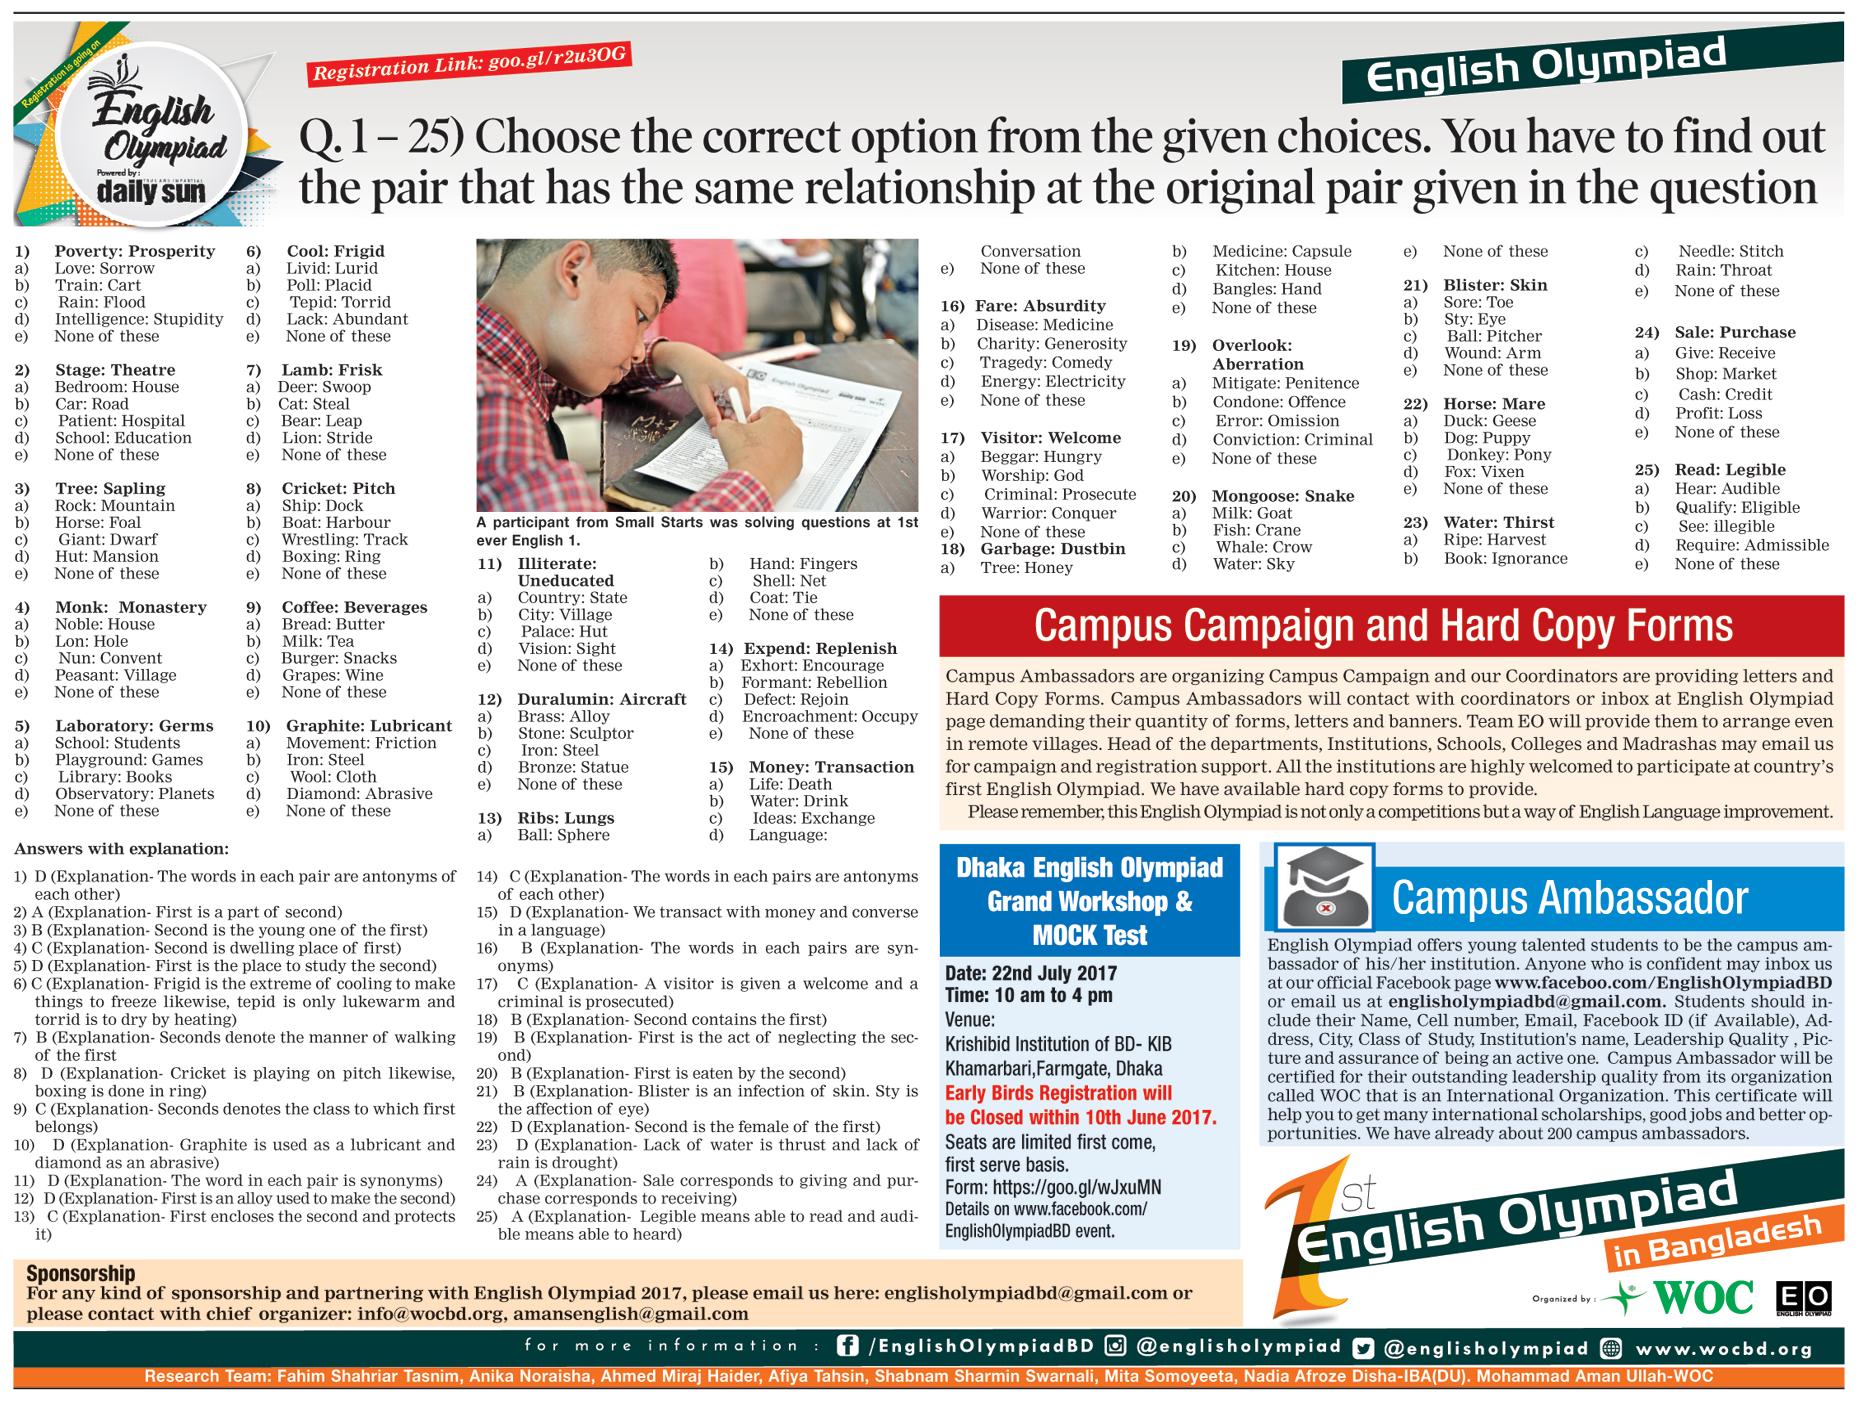 Registration is going on
English
Olympiad
Powered by :
daily sun
Registration Link: goo.gl/r2u3OG
English Olympiad
Q. 1 – 25) Choose the correct option from the given choices. You have to find out
the pair that has the same relationship at the original pair given in the question
1) Poverty: Prosperity
a) Love: Sorrow
b) Train: Cart
c) Rain: Flood
d) Intelligence: Stupidity
e) None of these
2) Stage: Theatre
a) Bedroom: House
b) Car: Road
c) Patient: Hospital
d) School: Education
e) None of these
3) Tree: Sapling
a) Rock: Mountain
b) Horse: Foal
c) Giant: Dwarf
d) Hut: Mansion
e) None of these
4) Monk: Monastery
a) Noble: House
b) Lon: Hole
c) Nun: Convent
d) Peasant: Village
e) None of these
5) Laboratory: Germs
a) School: Students
b) Playground: Games
c) Library: Books
d) Observatory: Planets
e) None of these
6) Cool: Frigid
a) Livid: Lurid
b) Poll: Placid
c) Tepid: Torrid
d) Lack: Abundant
e) None of these
7) Lamb: Frisk
a) Deer: Swoop
b) Cat: Steal
c) Bear: Leap
d) Lion: Stride
e) None of these
8) Cricket: Pitch
a) Ship: Dock
b) Boat: Harbour
c) Wrestling: Track
d) Boxing: Ring
e) None of these
9) Coffee: Beverages
a) Bread: Butter
b) Milk: Tea
c) Burger: Snacks
d) Grapes: Wine
e) None of these
10) Graphite: Lubricant
a) Movement: Friction
b) Iron: Steel
c) Wool: Cloth
d) Diamond: Abrasive
e) None of these
A participant from Small Starts was solving questions at 1st
ever English 1.
11) Illiterate:
Uneducated
a) Country: State
b) City: Village
c) Palace: Hut
d) Vision: Sight
e) None of these
12) Duralumin: Aircraft
a) Brass: Alloy
b) Stone: Sculptor
c) Iron: Steel
d) Bronze: Statue
e) None of these
13) Ribs: Lungs
a) Ball: Sphere
b) Hand: Fingers
c) Shell: Net
d) Coat: Tie
e) None of these
14) Expend: Replenish
a) Exhort: Encourage
b) Formant: Rebellion
c) Defect: Rejoin
d) Encroachment: Occupy
e) None of these
15) Money: Transaction
a) Life: Death
b) Water: Drink
c) Ideas: Exchange
d) Language:
Conversation
e) None of these
16) Fare: Absurdity
a) Disease: Medicine
b) Charity: Generosity
c) Tragedy: Comedy
d) Energy: Electricity
e) None of these
17) Visitor: Welcome
a) Beggar: Hungry
b) Worship: God
c) Criminal: Prosecute
d) Warrior: Conquer
e) None of these
18) Garbage: Dustbin
a) Tree: Honey
b) Medicine: Capsule
c) Kitchen: House
d) Bangles: Hand
e) None of these
19) Overlook:
Aberration
a) Mitigate: Penitence
b) Condone: Offence
c) Error: Omission
d) Conviction: Criminal
e) None of these
20) Mongoose: Snake
a) Milk: Goat
b) Fish: Crane
c) Whale: Crow
d) Water: Sky
e) None of these
21) Blister: Skin
a) Sore: Toe
b) Sty: Eye
c) Ball: Pitcher
d) Wound: Arm
e) None of these
22) Horse: Mare
a) Duck: Geese
b) Dog: Puppy
c) Donkey: Pony
d) Fox: Vixen
e) None of these
23) Water: Thirst
a) Ripe: Harvest
b) Book: Ignorance
c) Needle: Stitch
d) Rain: Throat
e) None of these
24) Sale: Purchase
a) Give: Receive
b) Shop: Market
c) Cash: Credit
d) Profit: Loss
e) None of these
25) Read: Legible
a) Hear: Audible
b) Qualify: Eligible
c) See: illegible
d) Require: Admissible
e) None of these
Answers with explanation:
1) D (Explanation- The words in each pair are antonyms of
each other)
2) A (Explanation- First is a part of second)
3) B (Explanation- Second is the young one of the first)
4) C (Explanation- Second is dwelling place of first)
5) D (Explanation- First is the place to study the second)
6) C (Explanation- Frigid is the extreme of cooling to make
things to freeze likewise, tepid is only lukewarm and
torrid is to dry by heating)
7) B (Explanation- Seconds denote the manner of walking
of the first
8) D (Explanation- Cricket is playing on pitch likewise,
boxing is done in ring)
9) C (Explanation- Seconds denotes the class to which first
belongs)
10) D (Explanation- Graphite is used as a lubricant and
diamond as an abrasive)
11) D (Explanation- The word in each pair is synonyms)
12) D (Explanation- First is an alloy used to make the second)
13) C (Explanation- First encloses the second and protects
it)
14) C (Explanation- The words in each pairs are antonyms
of each other)
15) D (Explanation- We transact with money and converse
in a language)
16) B (Explanation- The words in each pairs are syn-
onyms)
17) C (Explanation- A visitor is given a welcome and a
criminal is prosecuted)
18) B (Explanation- Second contains the first)
19) B (Explanation- First is the act of neglecting the sec-
ond)
20) B (Explanation- First is eaten by the second)
21) B (Explanation- Blister is an infection of skin. Sty is
the affection of eye)
22) D (Explanation- Second is the female of the first)
23) D (Explanation- Lack of water is thrust and lack of
rain is drought)
24) A (Explanation- Sale corresponds to giving and pur-
chase corresponds to receiving)
25) A (Explanation- Legible means able to read and audi-
ble means able to heard)
Campus Campaign and Hard Copy Forms
Campus Ambassadors are organizing Campus Campaign and our Coordinators are providing letters and
Hard Copy Forms. Campus Ambassadors will contact with coordinators or inbox at English Olympiad
page demanding their quantity of forms, letters and banners. Team EO will provide them to arrange even
in remote villages. Head of the departments, Institutions, Schools, Colleges and Madrashas may email us
for campaign and registration support. All the institutions are highly welcomed to participate at country's
first English Olympiad. We have available hard copy forms to provide.
Please remember, this English Olympiad is not only a competitions but a way of English Language improvement.
Dhaka English Olympiad
Grand Workshop &
MOCK Test
Date: 22nd July 2017
Time: 10 am to 4 pm
Venue:
Krishibid Institution of BD- KIB
Khamarbari,Farmgate, Dhaka
Early Birds Registration will
be Closed within 10th June 2017.
Seats are limited first come,
first serve basis.
Form: https://goo.gl/wJxuMN
Details on www.facebook.com/
EnglishOlympiadBD event.
Campus Ambassador
English Olympiad offers young talented students to be the campus am-
bassador of his/her institution. Anyone who is confident may inbox us
at our official Facebook page www.faceboo.com/EnglishOlympiadBD
or email us at englisholympiadbd@gmail.com. Students should in-
clude their Name, Cell number, Email, Facebook ID (if Available), Ad-
dress, City, Class of Study, Institution's name, Leadership Quality , Pic-
ture and assurance of being an active one. Campus Ambassador will be
certified for their outstanding leadership quality from its organization
called WOC that is an International Organization. This certificate will
help you to get many international scholarships, good jobs and better op-
portunities. We have already about 200 campus ambassadors.
1st
English Olympiad
in Bangladesh
Organized by :
WOC
EO
ENGLISH OLYMPIAD
Sponsorship
For any kind of sponsorship and partnering with English Olympiad 2017, please email us here: englisholympiadbd@gmail.com or
please contact with chief organizer: info@wocbd.org, amansenglish@gmail.com
for more information : /EnglishOlympiadBD @englisholympiad @englisholympiad www.wocbd.org
Research Team: Fahim Shahriar Tasnim, Anika Noraisha, Ahmed Miraj Haider, Afiya Tahsin, Shabnam Sharmin Swarnali, Mita Somoyeeta, Nadia Afroze Disha-IBA(DU). Mohammad Aman Ullah-WOC